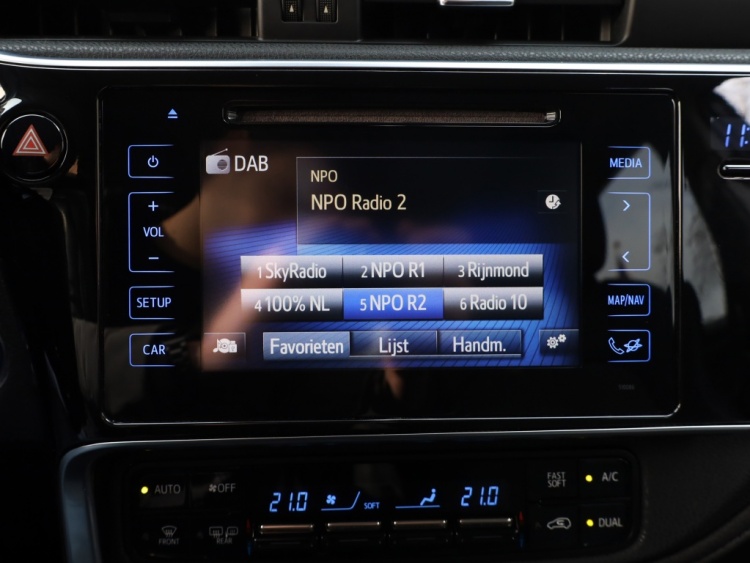 DAB
NPO
NPO Radio 2
1 SkyRadio
2 NPO R1
3 Rijnmond
4 100% NL
5 NPO R2
6 Radio 10
Favorieten
Lijst
Handm.
+
VOL
−
SETUP
CAR
MEDIA
>
<
MAP/NAV
11:
AUTO
OFF
21.0
SOFT
21.0
FAST
SOFT
A/C
FRONT
REAR
DUAL